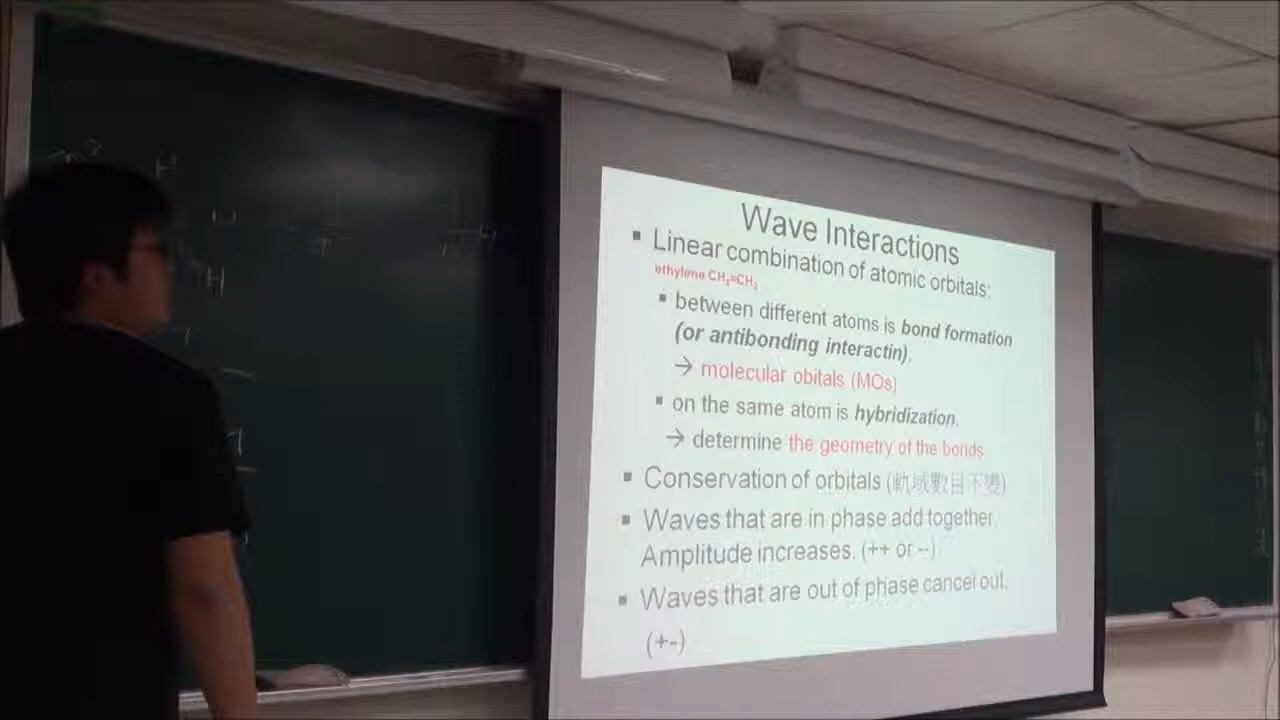 Wave Interactions
▪ Linear combination of atomic orbitals:
ethylene CH₂=CH₂
▪ between different atoms is bond formation
(or antibonding interactin).
→ molecular obitals (MOs)
▪ on the same atom is hybridization.
→ determine the geometry of the bonds
▪ Conservation of orbitals (軌域數目不變)
▪ Waves that are in phase add together.
Amplitude increases. (++ or --)
▪ Waves that are out of phase cancel out.
(+-)